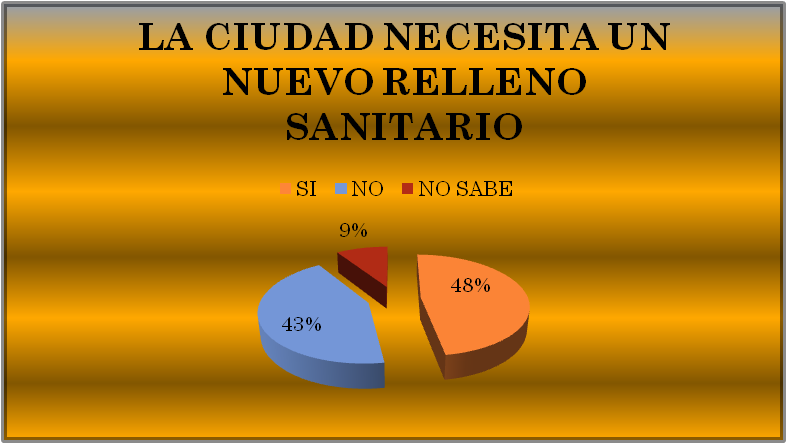 LA CIUDAD NECESITA UN
NUEVO RELLENO
SANITARIO
SI NO NO SABE
9%
48%
43%